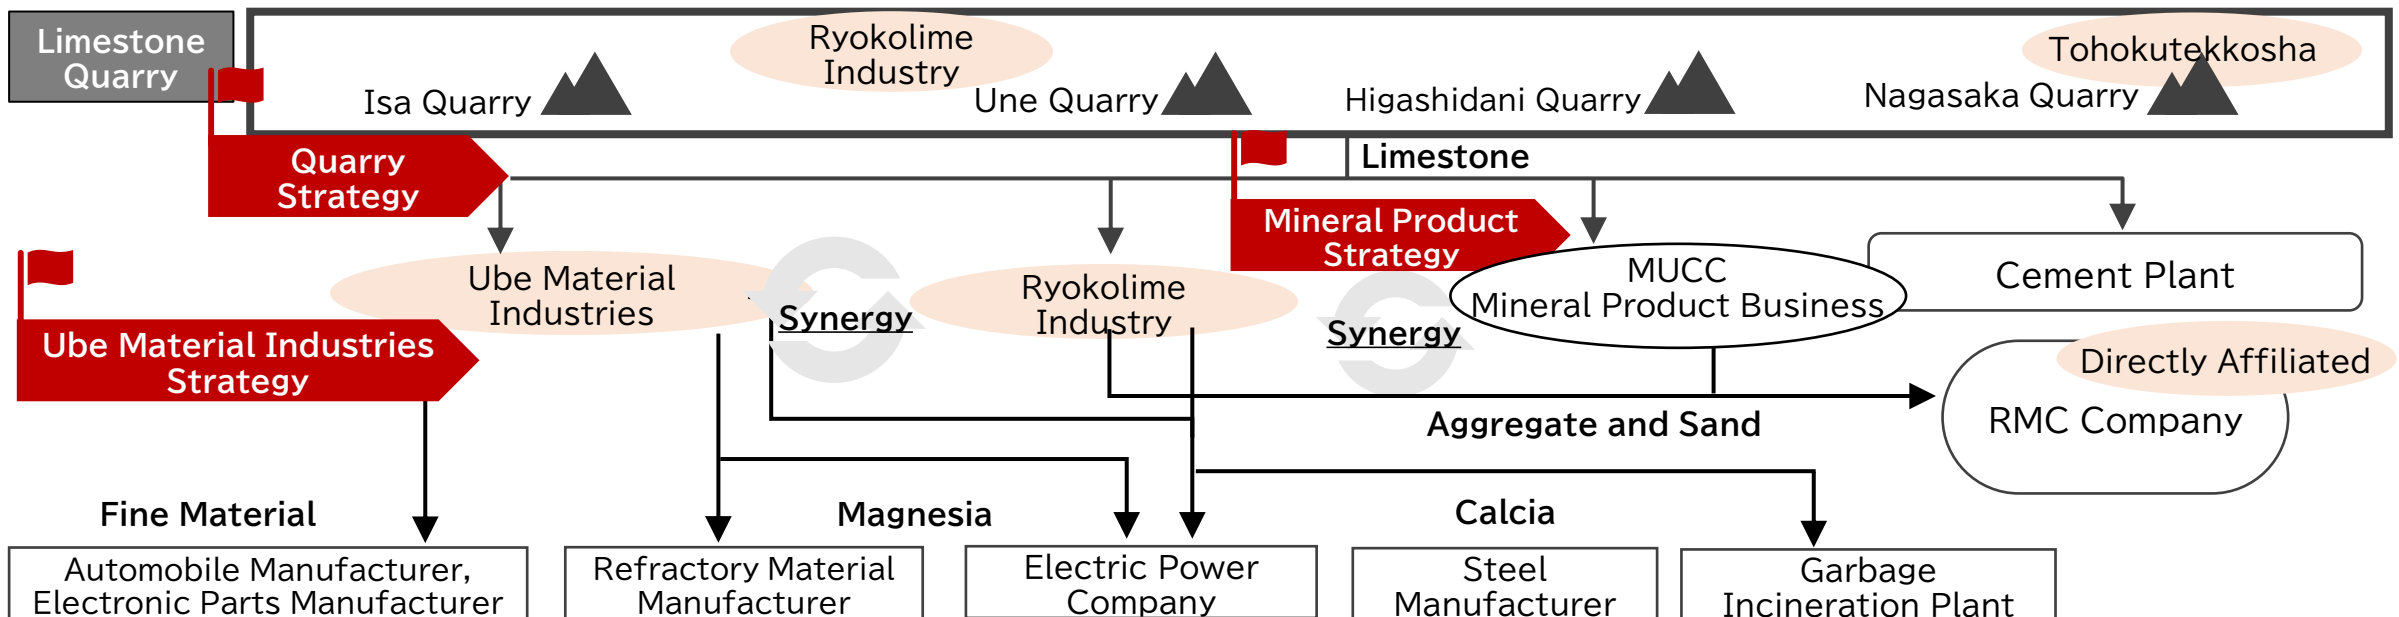 Limestone
Quarry
Ryokolime
Industry
Tohokutekkosha
Isa Quarry
Une Quarry
Higashidani Quarry
Nagasaka Quarry
Quarry
Strategy
Limestone
Mineral Product
Strategy
Ube Material
Industries
Synergy
Ryokolime
Industry
Synergy
MUCC
Mineral Product Business
Cement Plant
Ube Material Industries
Strategy
Directly Affiliated
RMC Company
Aggregate and Sand
Fine Material
Magnesia
Calcia
Automobile Manufacturer,
Electronic Parts Manufacturer
Refractory Material
Manufacturer
Electric Power
Company
Steel
Manufacturer
Garbage
Incineration Plant